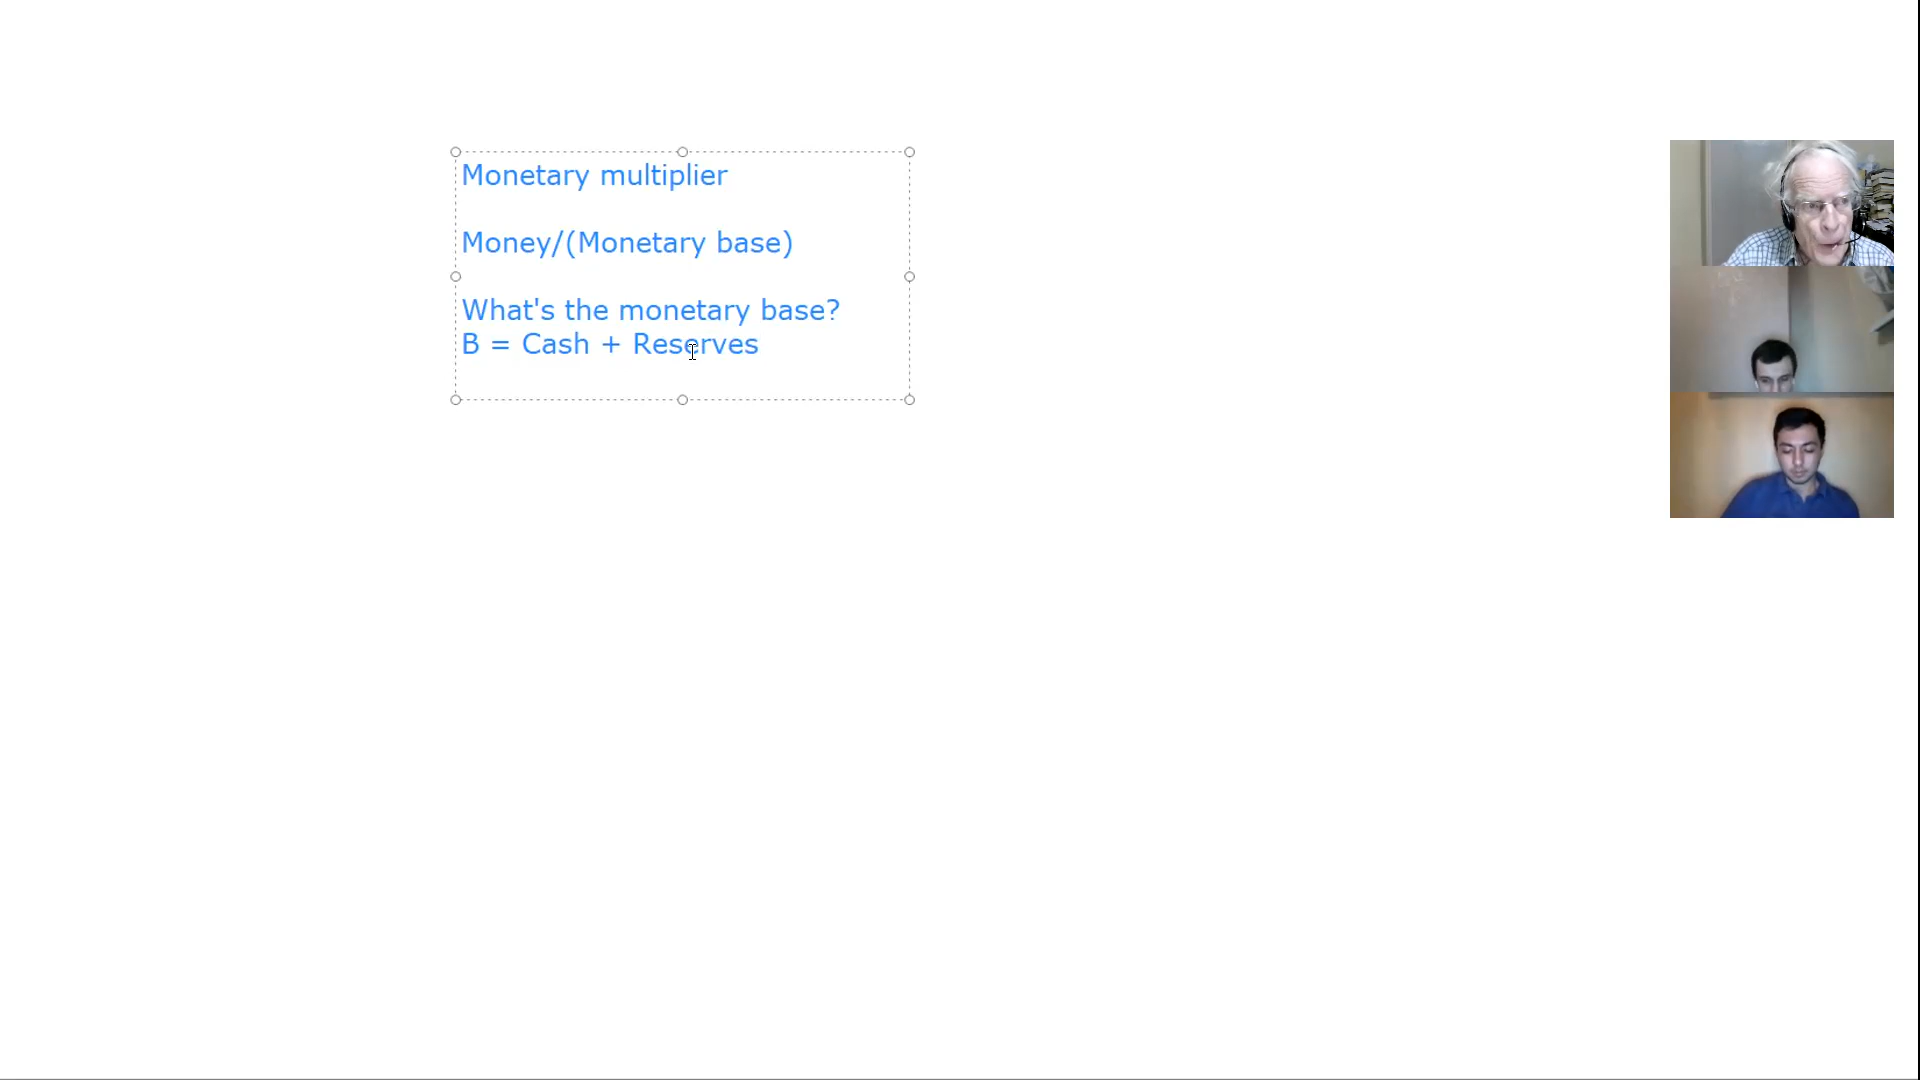 Monetary multiplier
Money/(Monetary base)
What's the monetary base?
B = Cash + Reserves